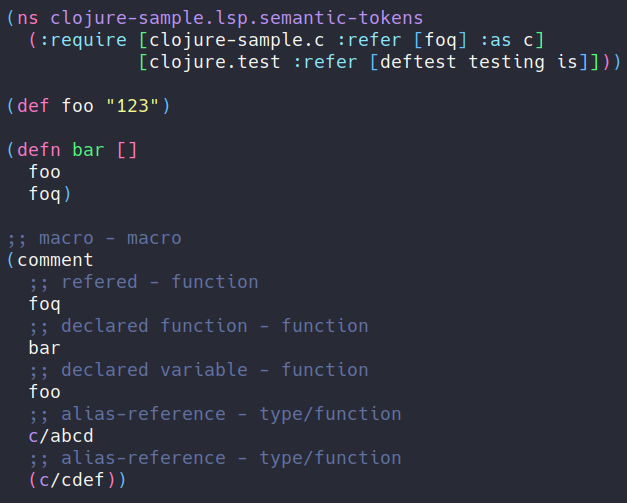 (ns clojure-sample.lsp.semantic-tokens
  (:require [clojure-sample.c :refer [foq] :as c]
            [clojure.test :refer [deftest testing is]]))
(def foo "123")
(defn bar []
  foo
  foq)
;; macro - macro
(comment
  ;; refered - function
  foq
  ;; declared function - function
  bar
  ;; declared variable - function
  foo
  ;; alias-reference - type/function
  c/abcd
  ;; alias-reference - type/function
  (c/cdef))